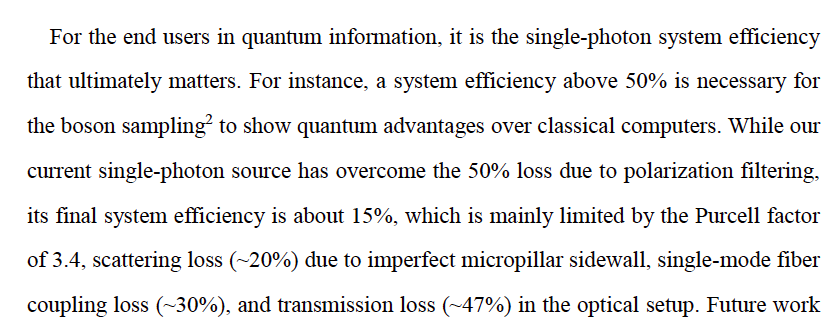 For the end users in quantum information, it is the single-photon system efficiency
that ultimately matters. For instance, a system efficiency above 50% is necessary for
the boson sampling² to show quantum advantages over classical computers. While our
current single-photon source has overcome the 50% loss due to polarization filtering,
its final system efficiency is about 15%, which is mainly limited by the Purcell factor
of 3.4, scattering loss (~20%) due to imperfect micropillar sidewall, single-mode fiber
coupling loss (~30%), and transmission loss (~47%) in the optical setup. Future work